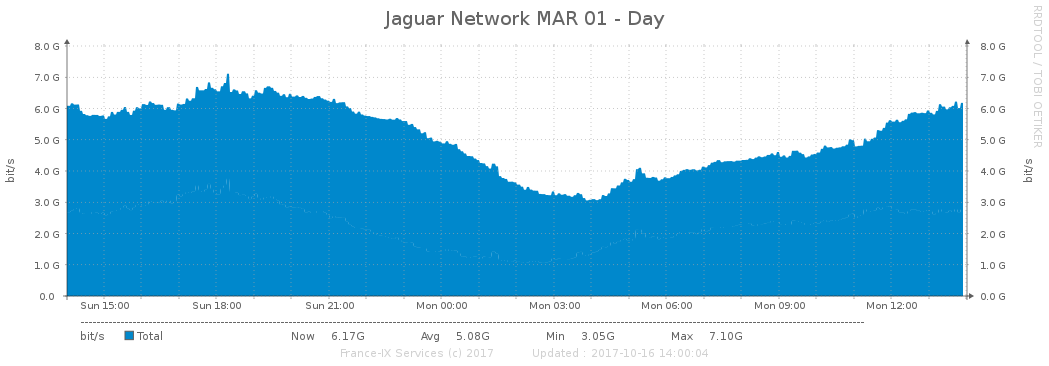 Jaguar Network MAR 01 - Day
RRDTOOL / TOBI OETIKER
bit/s
bit/s
8.0 G 8.0 G
7.0 G 7.0 G
6.0 G 6.0 G
5.0 G 5.0 G
4.0 G 4.0 G
3.0 G 3.0 G
2.0 G 2.0 G
1.0 G 1.0 G
0.0 0.0 G
Sun 15:00 Sun 18:00 Sun 21:00 Mon 00:00 Mon 03:00 Mon 06:00 Mon 09:00 Mon 12:00
bit/s Total Now 6.17G Avg 5.08G Min 3.05G Max 7.10G
France-IX Services (c) 2017 Updated : 2017-10-16 14:00:04